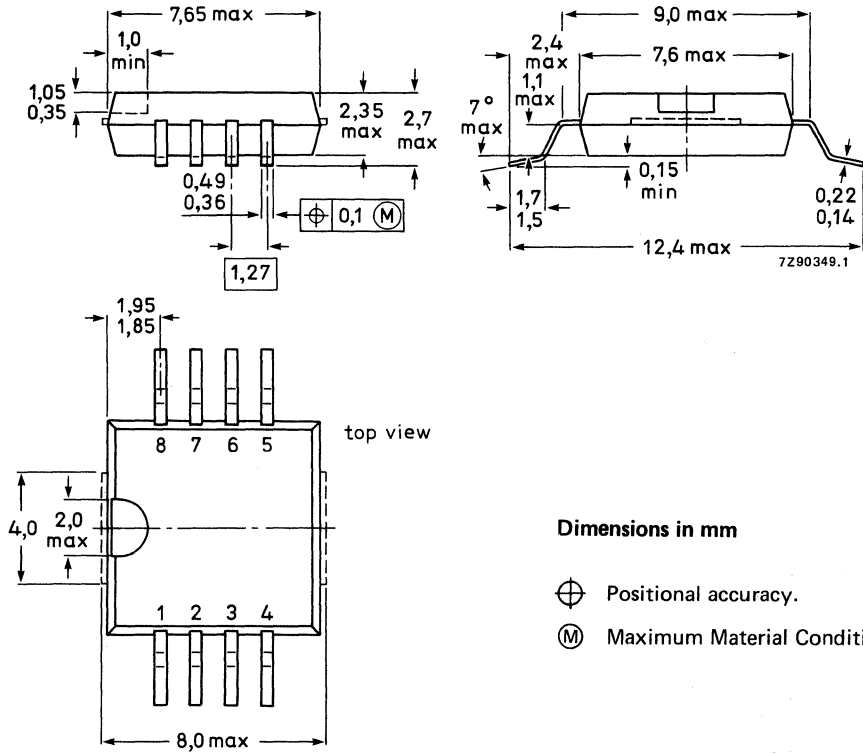 7,65 max
1,0
min
1,05
0,35
2,35
max
2,7
max
0,49
0,36
0,1 Ⓜ
1,27
9,0 max
2,4
max
7,6 max
1,1
max
7°
max
0,15
min
1,7
1,5
0,22
0,14
12,4 max
7Z90349.1
1,95
1,85
8 7 6 5
top view
4,0
2,0
max
1 2 3 4
8,0 max
Dimensions in mm
Positional accuracy.
Ⓜ Maximum Material Conditi